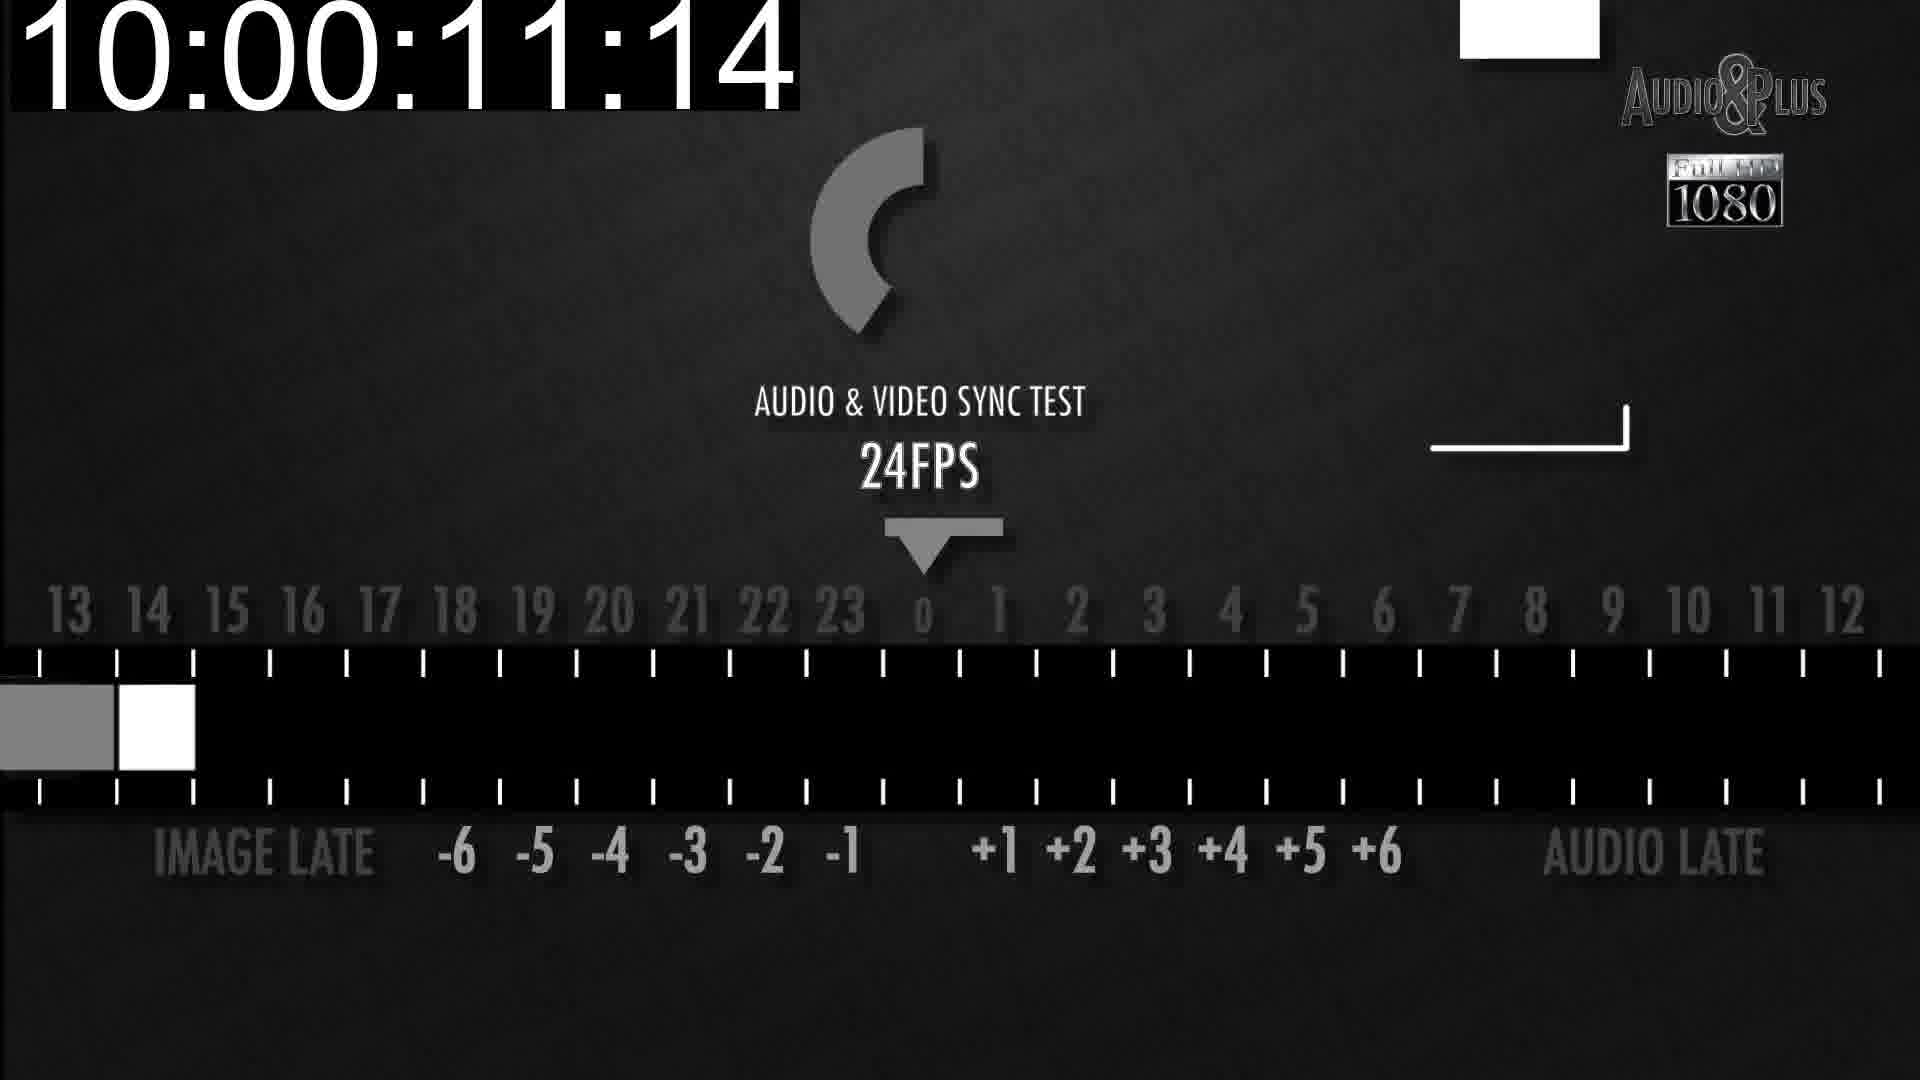 10:00:11:14
AUDIO & PLUS
Full HD
1080
AUDIO & VIDEO SYNC TEST
24FPS
13 14 15 16 17 18 19 20 21 22 23 0 1 2 3 4 5 6 7 8 9 10 11 12
IMAGE LATE -6 -5 -4 -3 -2 -1 +1 +2 +3 +4 +5 +6 AUDIO LATE